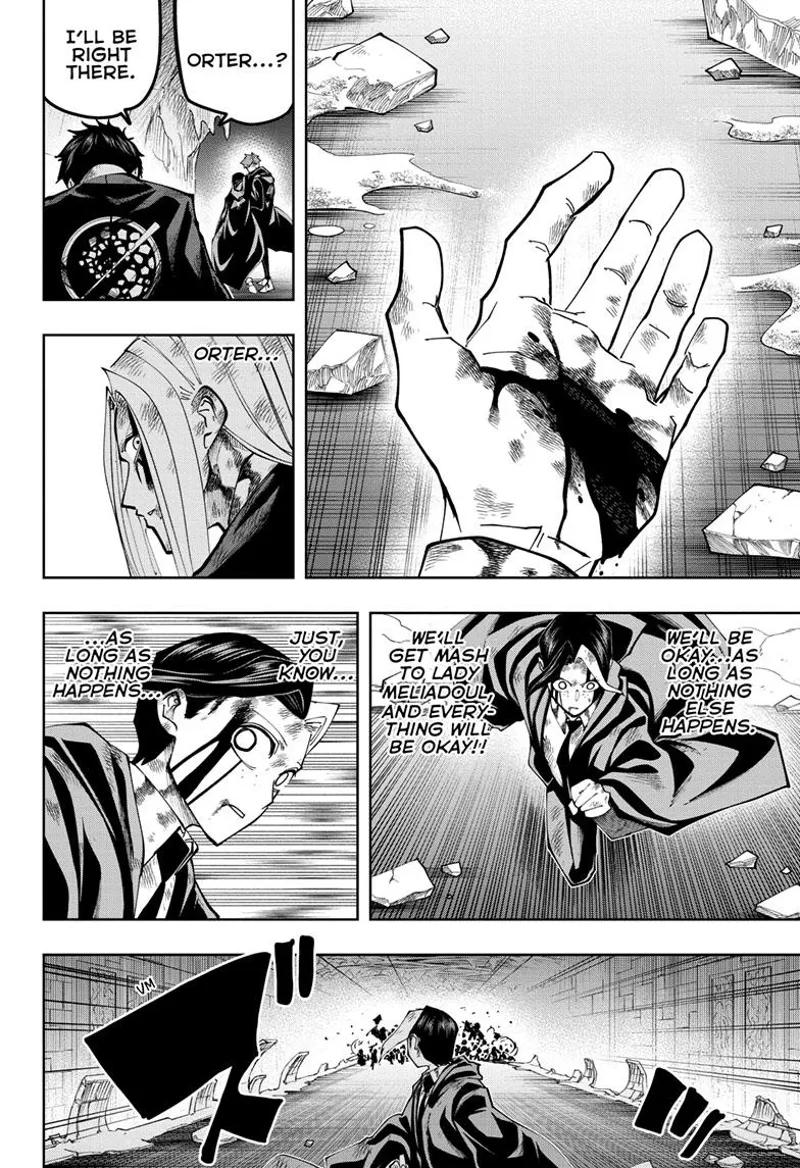 ORTER...?
I'LL BE
RIGHT
THERE.
ORTER...
WE'LL BE
OKAY...AS
LONG AS
NOTHING
ELSE
HAPPENS.
WE'LL
GET MASH
TO LADY
MELIADOUL,
AND EVERY-
THING WILL
BE OKAY!!
JUST,
YOU
KNOW...
...AS
LONG AS
NOTHING
HAPPENS...
VM